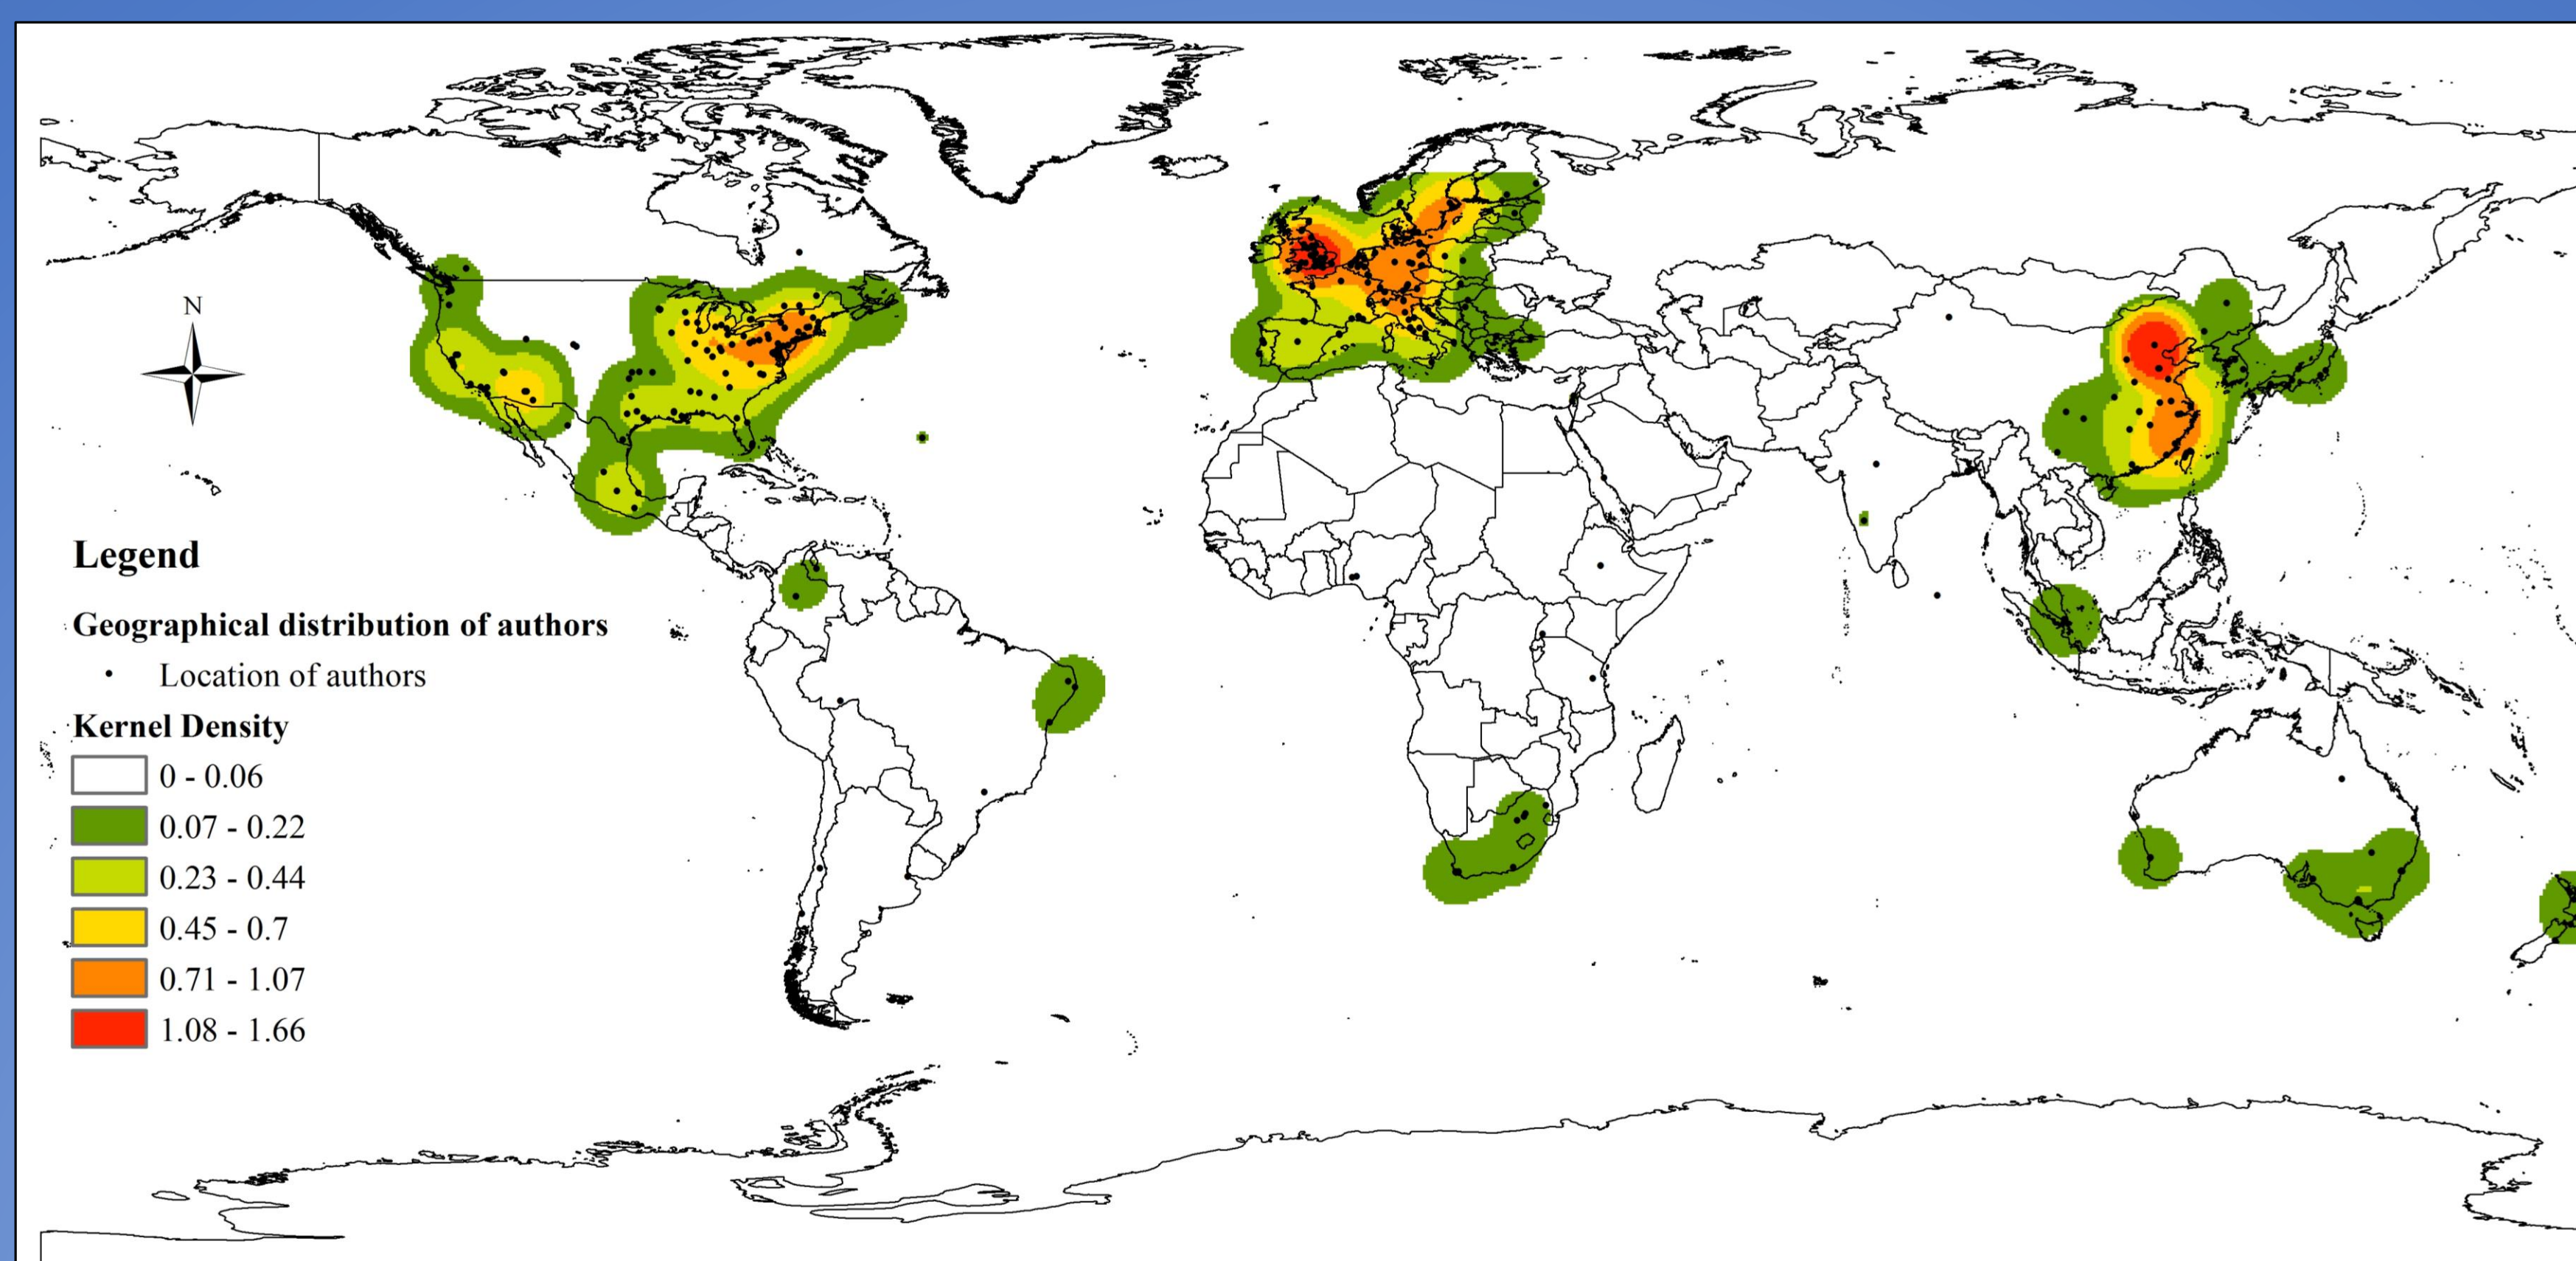 N
Legend
Geographical distribution of authors
Location of authors
Kernel Density
0 - 0.06
0.07 - 0.22
0.23 - 0.44
0.45 - 0.7
0.71 - 1.07
1.08 - 1.66